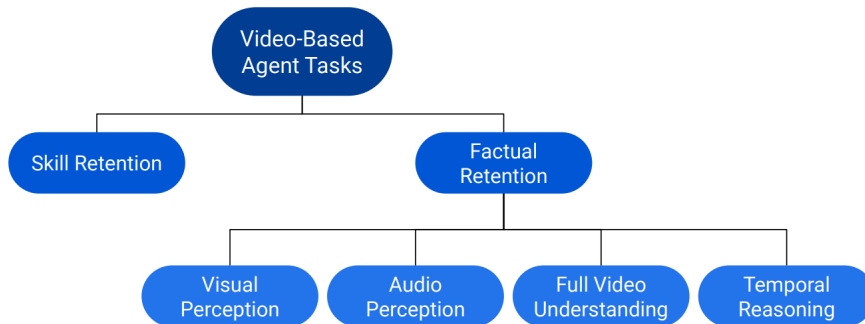 Video-Based
Agent Tasks
Skill Retention
Factual
Retention
Visual
Perception
Audio
Perception
Full Video
Understanding
Temporal
Reasoning